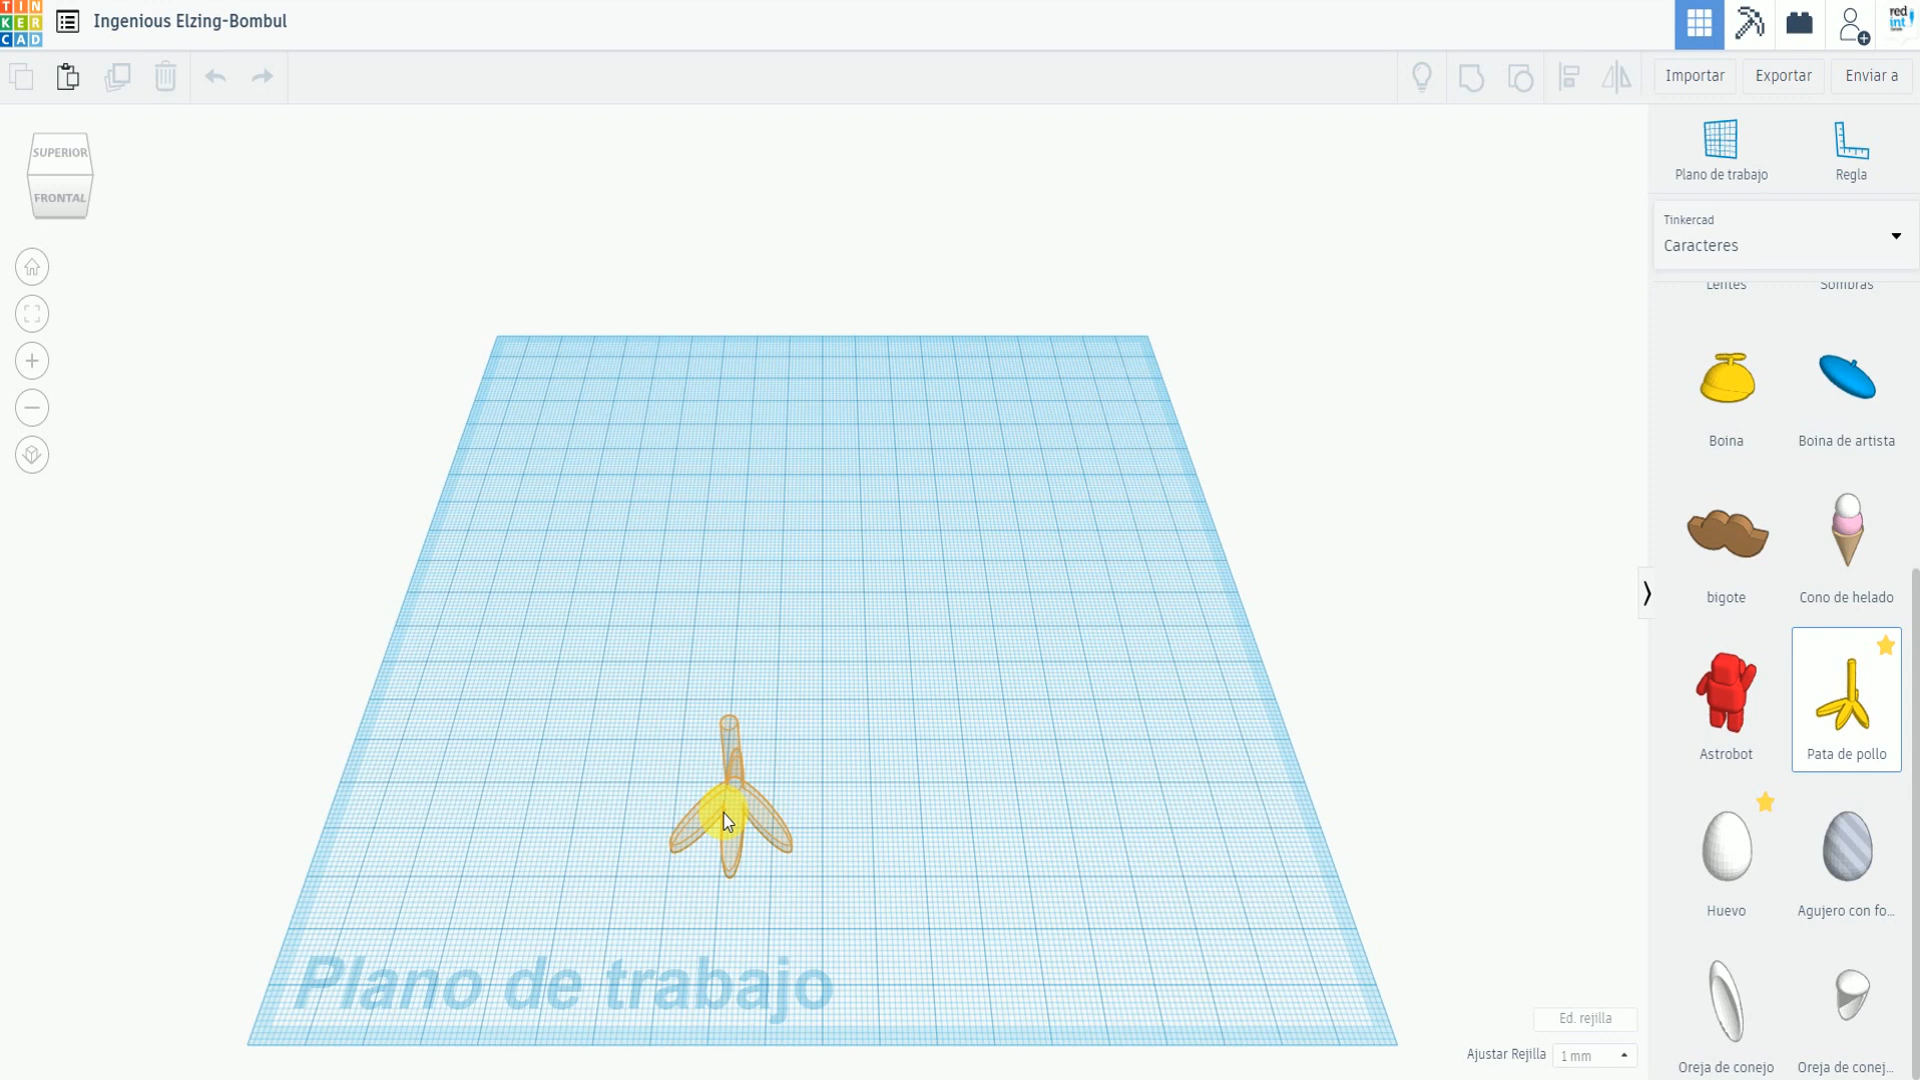 TIN
KER
CAD
Ingenious Elzing-Bombul
red
int
Importar
Exportar
Enviar a
SUPERIOR
FRONTAL
Plano de trabajo
Regla
Tinkercad
Caracteres
Lentes
Sombras
Boina
Boina de artista
bigote
Cono de helado
Astrobot
Pata de pollo
Huevo
Agujero con fo...
Oreja de conejo
Oreja de conej...
Plano de trabajo
Ed. rejilla
Ajustar Rejilla
1 mm